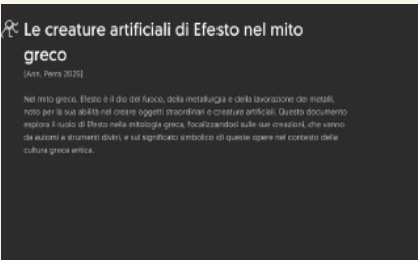 Le creature artificiali di Efesto nel mito
greco
[Ann. Perra 2025]
Nel mito greco, Efesto è il dio del fuoco, della metallurgia e della lavorazione dei metalli,
noto per la sua abilità nel creare oggetti straordinari e creature artificiali. Questo documento
esplora il ruolo di Efesto nella mitologia greca, focalizzandosi sulle sue creazioni, che vanno
da automi a strumenti divini, e sul significato simbolico di queste opere nel contesto della
cultura greca antica.